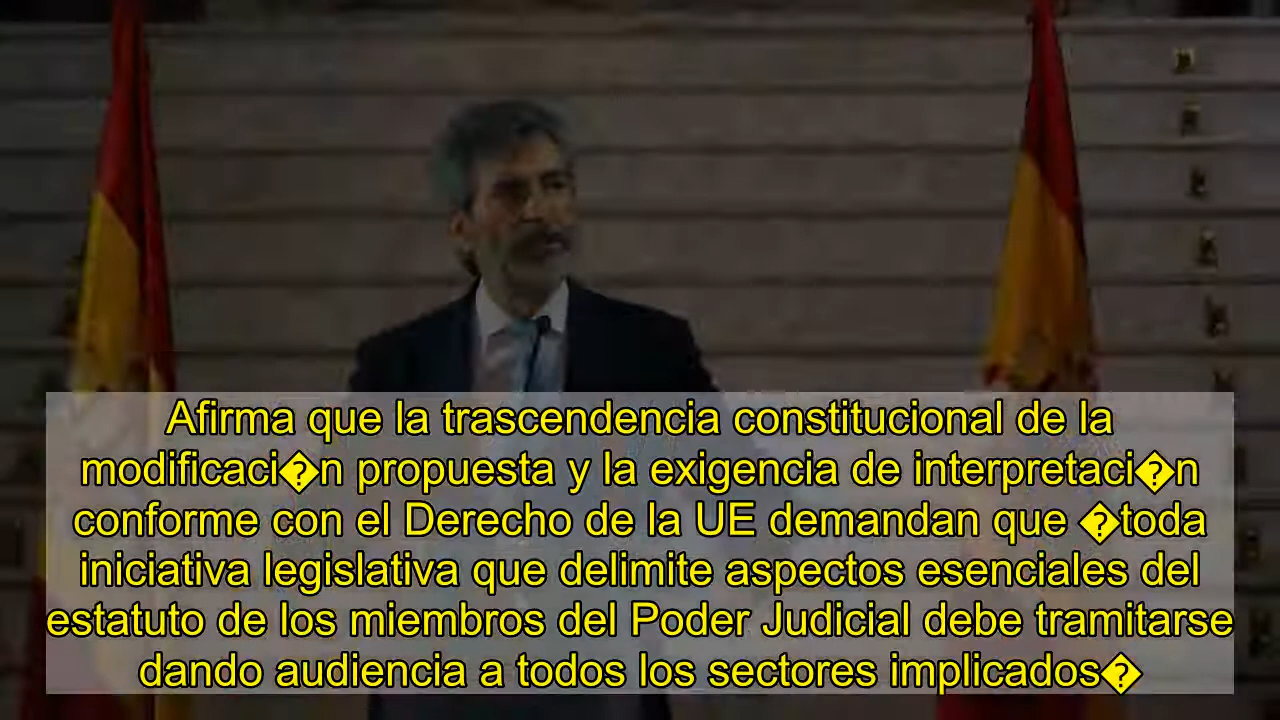 Afirma que la trascendencia constitucional de la
modificaci�n propuesta y la exigencia de interpretaci�n
conforme con el Derecho de la UE demandan que �toda
iniciativa legislativa que delimite aspectos esenciales del
estatuto de los miembros del Poder Judicial debe tramitarse
dando audiencia a todos los sectores implicados�